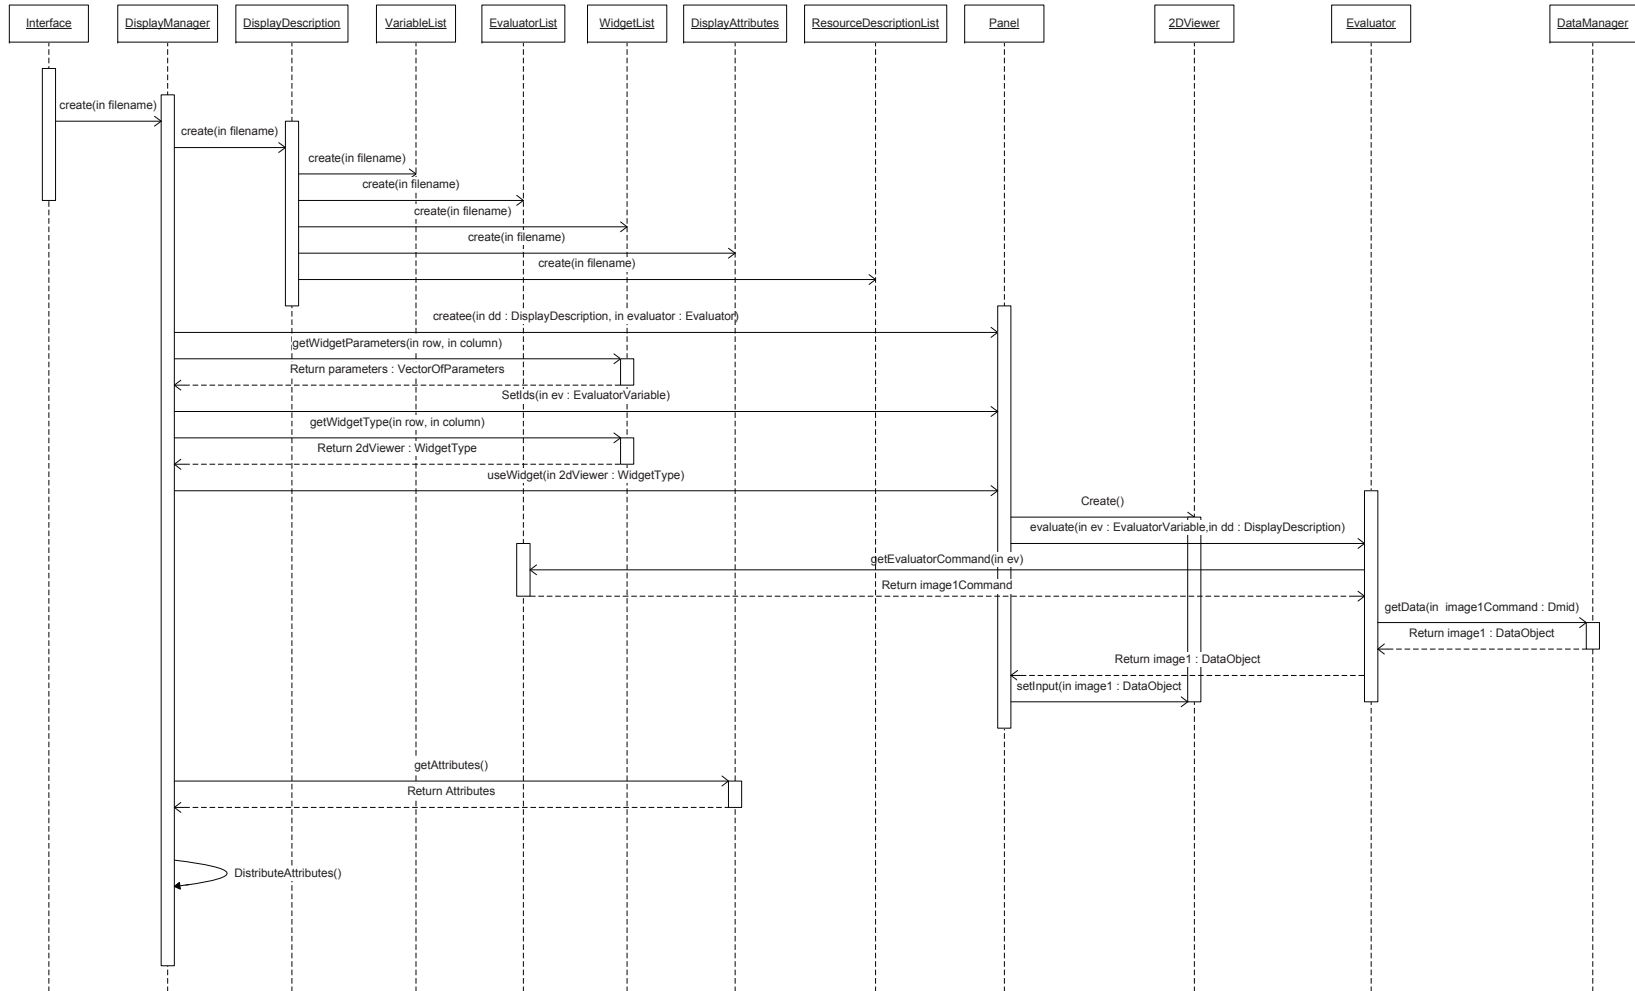 Interface
DisplayManager
DisplayDescription
VariableList
EvaluatorList
WidgetList
DisplayAttributes
ResourceDescriptionList
Panel
2DViewer
Evaluator
DataManager
create(in filename)
create(in filename)
create(in filename)
create(in filename)
create(in filename)
create(in filename)
create(in filename)
createe(in dd : DisplayDescription, in evaluator : Evaluator)
getWidgetParameters(in row, in column)
Return parameters : VectorOfParameters
SetIds(in ev : EvaluatorVariable)
getWidgetType(in row, in column)
Return 2dViewer : WidgetType
useWidget(in 2dViewer : WidgetType)
Create()
evaluate(in ev : EvaluatorVariable,in dd : DisplayDescription)
getEvaluatorCommand(in ev)
Return image1Command
getData(in image1Command : Dmid)
Return image1 : DataObject
Return image1 : DataObject
setInput(in image1 : DataObject
getAttributes()
Return Attributes
DistributeAttributes()